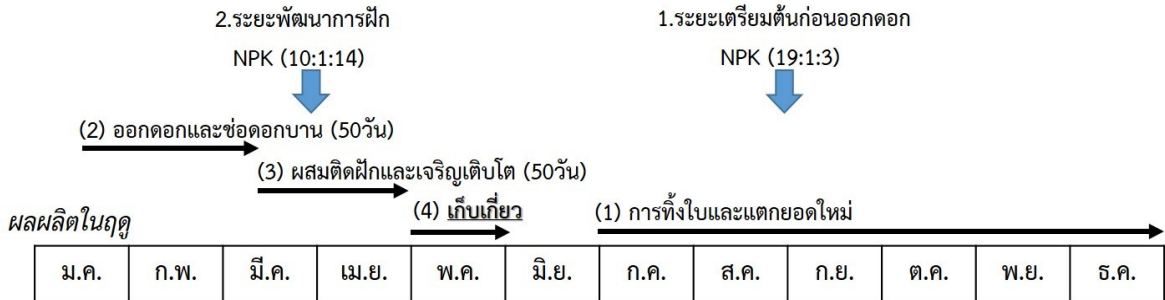 2.ระยะพัฒนาการฝัก
1.ระยะเตรียมต้นก่อนออกดอก
NPK (10:1:14)
NPK (19:1:3)
(2) ออกดอกและช่อดอกบาน (50วัน)
(3) ผสมติดฝักและเจริญเติบโต (50วัน)
(4) เก็บเกี่ยว
(1) การทิ้งใบและแตกยอดใหม่
ผลผลิตในฤดู
ม.ค. ก.พ. มี.ค. เม.ย. พ.ค. มิ.ย. ก.ค. ส.ค. ก.ย. ต.ค. พ.ย. ธ.ค.